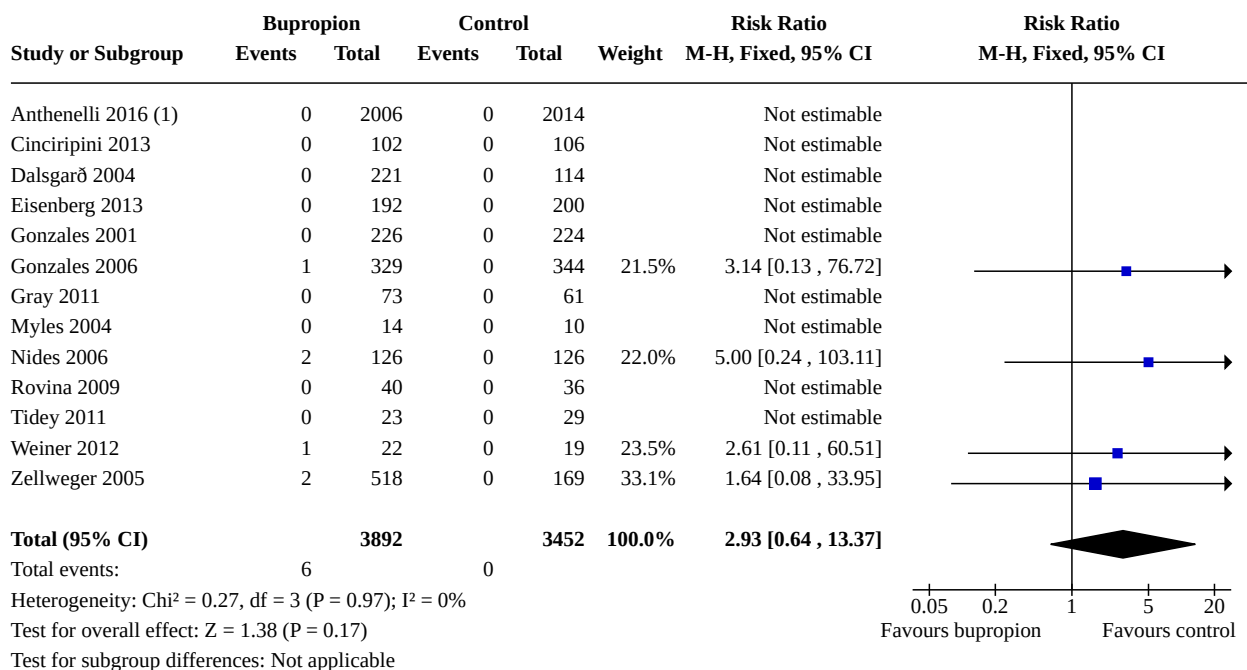 Bupropion Control Risk Ratio Risk Ratio
Study or Subgroup Events Total Events Total Weight M-H, Fixed, 95% CI M-H, Fixed, 95% CI
Anthenelli 2016 (1) 0 2006 0 2014 Not estimable
Cinciripini 2013 0 102 0 106 Not estimable
Dalsgarð 2004 0 221 0 114 Not estimable
Eisenberg 2013 0 192 0 200 Not estimable
Gonzales 2001 0 226 0 224 Not estimable
Gonzales 2006 1 329 0 344 21.5% 3.14 [0.13 , 76.72]
Gray 2011 0 73 0 61 Not estimable
Myles 2004 0 14 0 10 Not estimable
Nides 2006 2 126 0 126 22.0% 5.00 [0.24 , 103.11]
Rovina 2009 0 40 0 36 Not estimable
Tidey 2011 0 23 0 29 Not estimable
Weiner 2012 1 22 0 19 23.5% 2.61 [0.11 , 60.51]
Zellweger 2005 2 518 0 169 33.1% 1.64 [0.08 , 33.95]
Total (95% CI) 3892 3452 100.0% 2.93 [0.64 , 13.37]
Total events: 6 0
Heterogeneity: Chi² = 0.27, df = 3 (P = 0.97); I² = 0%
0.05 0.2 1 5 20
Test for overall effect: Z = 1.38 (P = 0.17)
Favours bupropion Favours control
Test for subgroup differences: Not applicable